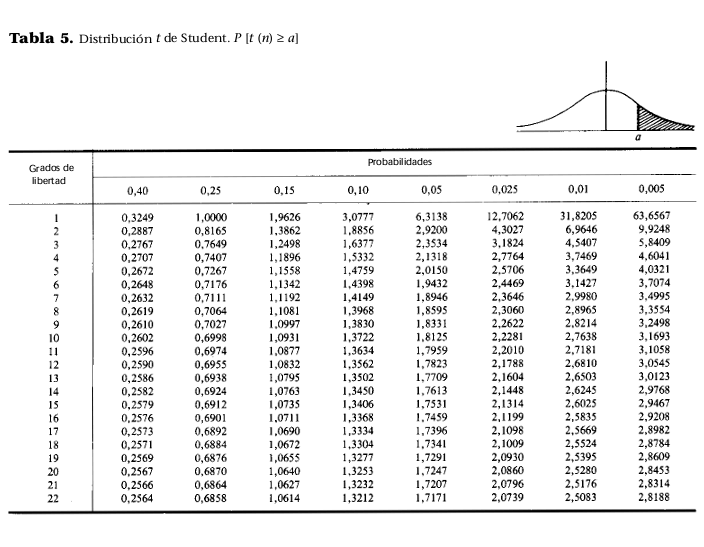 Tabla 5. Distribución t de Student. P [t (n) ≥ a]
a
Grados de libertad
Probabilidades
0,40 0,25 0,15 0,10 0,05 0,025 0,01 0,005
1 0,3249 1,0000 1,9626 3,0777 6,3138 12,7062 31,8205 63,6567
2 0,2887 0,8165 1,3862 1,8856 2,9200 4,3027 6,9646 9,9248
3 0,2767 0,7649 1,2498 1,6377 2,3534 3,1824 4,5407 5,8409
4 0,2707 0,7407 1,1896 1,5332 2,1318 2,7764 3,7469 4,6041
5 0,2672 0,7267 1,1558 1,4759 2,0150 2,5706 3,3649 4,0321
6 0,2648 0,7176 1,1342 1,4398 1,9432 2,4469 3,1427 3,7074
7 0,2632 0,7111 1,1192 1,4149 1,8946 2,3646 2,9980 3,4995
8 0,2619 0,7064 1,1081 1,3968 1,8595 2,3060 2,8965 3,3554
9 0,2610 0,7027 1,0997 1,3830 1,8331 2,2622 2,8214 3,2498
10 0,2602 0,6998 1,0931 1,3722 1,8125 2,2281 2,7638 3,1693
11 0,2596 0,6974 1,0877 1,3634 1,7959 2,2010 2,7181 3,1058
12 0,2590 0,6955 1,0832 1,3562 1,7823 2,1788 2,6810 3,0545
13 0,2586 0,6938 1,0795 1,3502 1,7709 2,1604 2,6503 3,0123
14 0,2582 0,6924 1,0763 1,3450 1,7613 2,1448 2,6245 2,9768
15 0,2579 0,6912 1,0735 1,3406 1,7531 2,1314 2,6025 2,9467
16 0,2576 0,6901 1,0711 1,3368 1,7459 2,1199 2,5835 2,9208
17 0,2573 0,6892 1,0690 1,3334 1,7396 2,1098 2,5669 2,8982
18 0,2571 0,6884 1,0672 1,3304 1,7341 2,1009 2,5524 2,8784
19 0,2569 0,6876 1,0655 1,3277 1,7291 2,0930 2,5395 2,8609
20 0,2567 0,6870 1,0640 1,3253 1,7247 2,0860 2,5280 2,8453
21 0,2566 0,6864 1,0627 1,3232 1,7207 2,0796 2,5176 2,8314
22 0,2564 0,6858 1,0614 1,3212 1,7171 2,0739 2,5083 2,8188